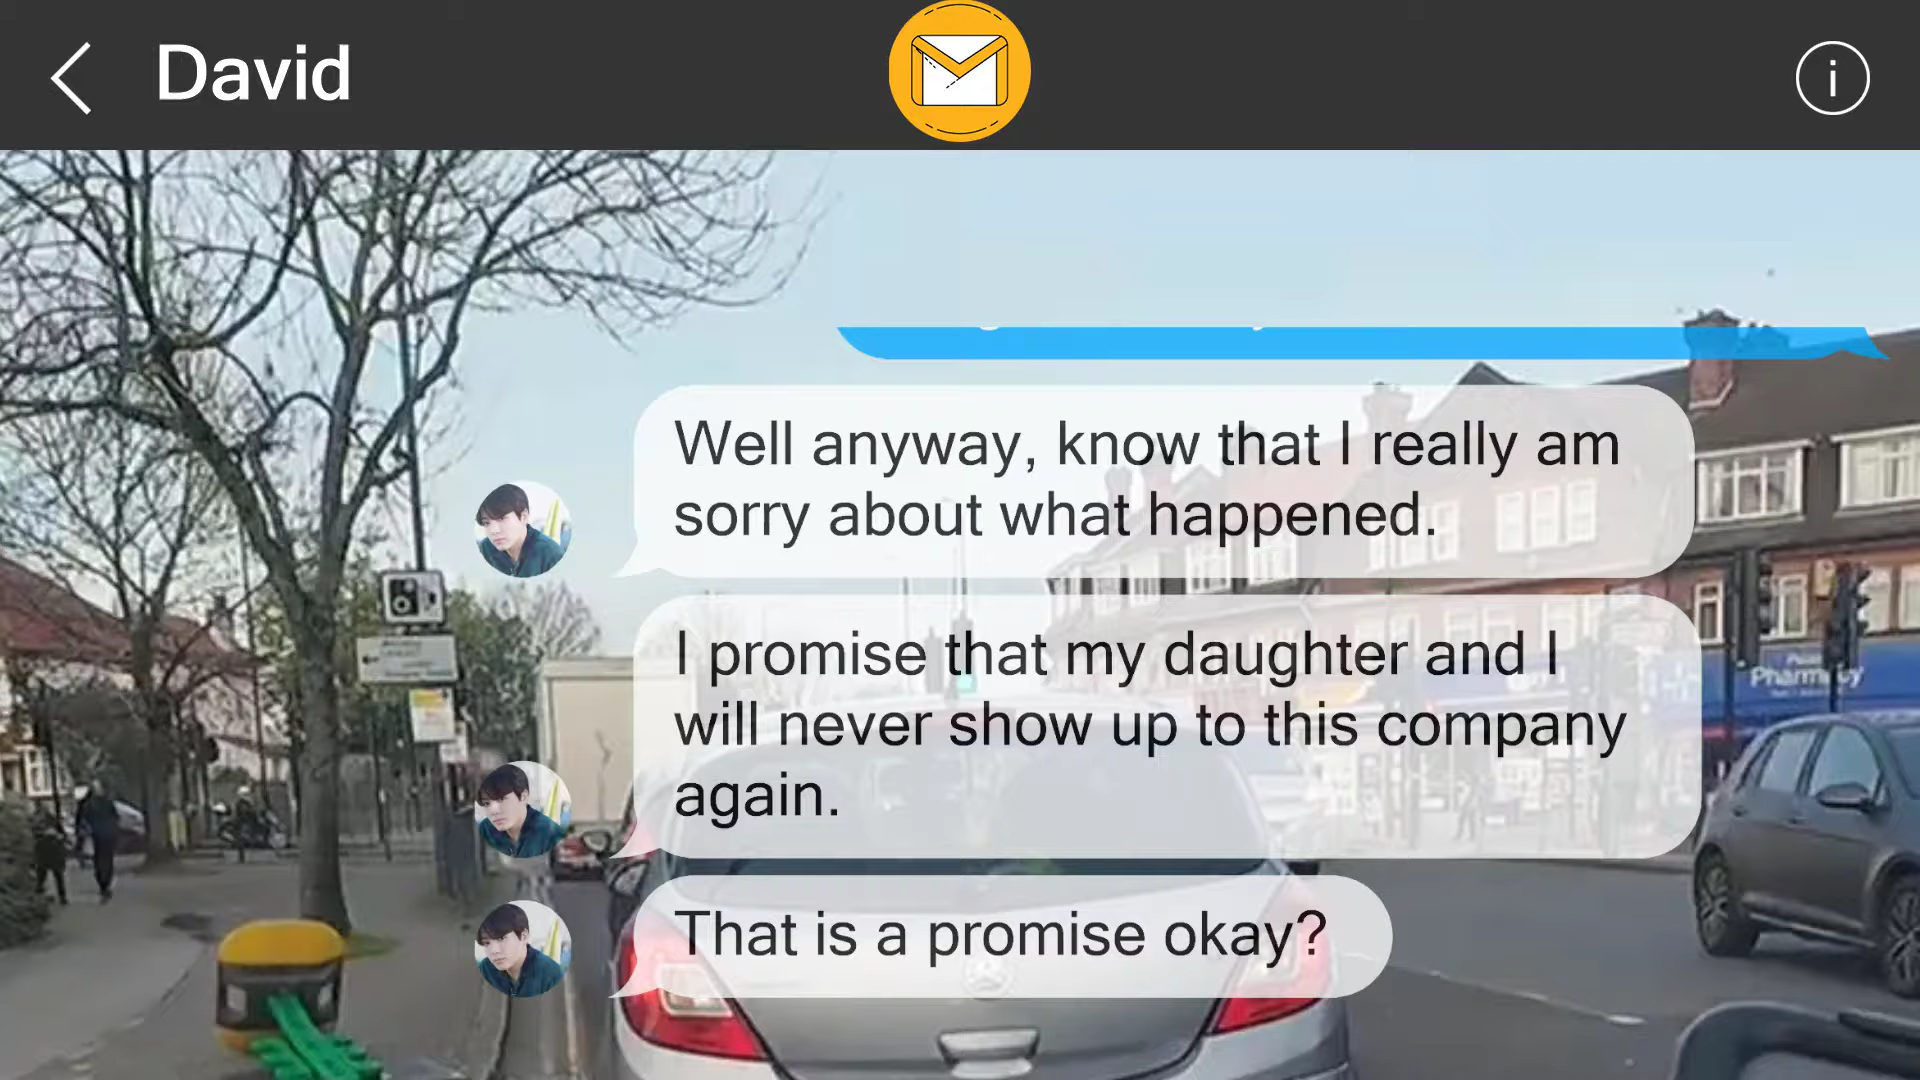 David
Well anyway, know that I really am
sorry about what happened.
I promise that my daughter and I
will never show up to this company
again.
That is a promise okay?
Pharmacy